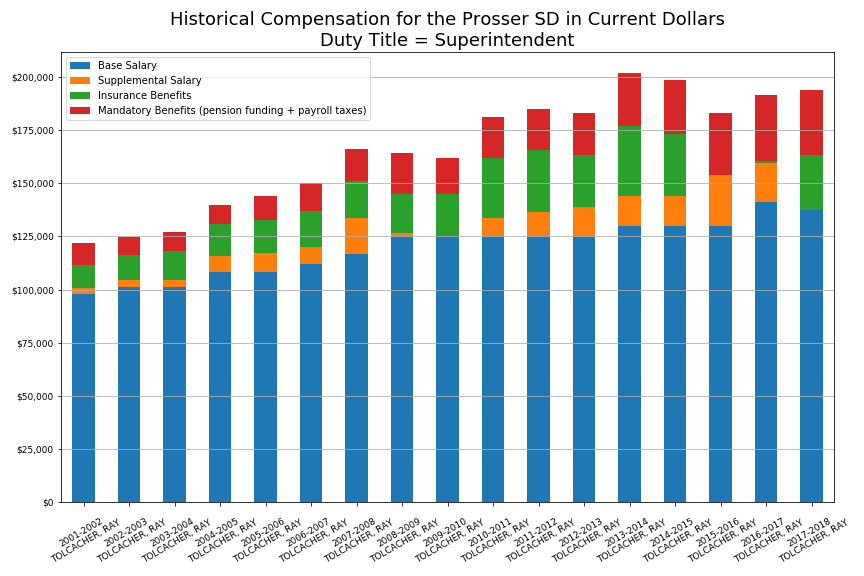 Historical Compensation for the Prosser SD in Current Dollars
Duty Title = Superintendent
Base Salary
Supplemental Salary
Insurance Benefits
Mandatory Benefits (pension funding + payroll taxes)
$200,000
$175,000
$150,000
$125,000
$100,000
$75,000
$50,000
$25,000
$0
2001-2002
TOLCACHER, RAY
2002-2003
TOLCACHER, RAY
2003-2004
TOLCACHER, RAY
2004-2005
TOLCACHER, RAY
2005-2006
TOLCACHER, RAY
2006-2007
TOLCACHER, RAY
2007-2008
TOLCACHER, RAY
2008-2009
TOLCACHER, RAY
2009-2010
TOLCACHER, RAY
2010-2011
TOLCACHER, RAY
2011-2012
TOLCACHER, RAY
2012-2013
TOLCACHER, RAY
2013-2014
TOLCACHER, RAY
2014-2015
TOLCACHER, RAY
2015-2016
TOLCACHER, RAY
2016-2017
TOLCACHER, RAY
2017-2018
TOLCACHER, RAY